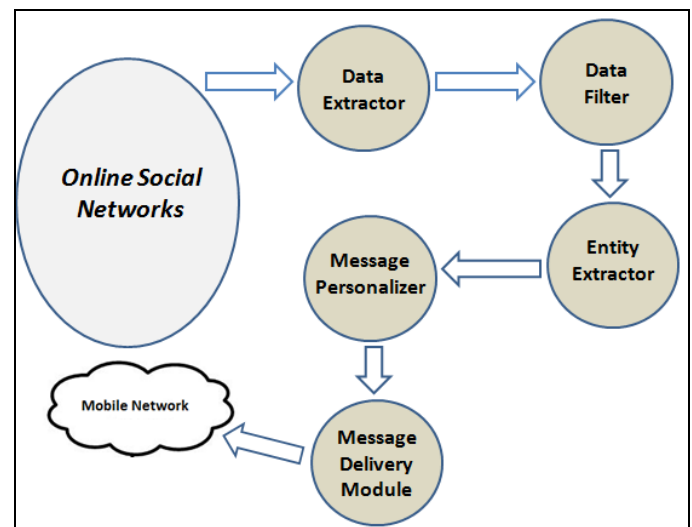 Online Social
Networks
Data
Extractor
Data
Filter
Entity
Extractor
Message
Personalizer
Message
Delivery
Module
Mobile Network